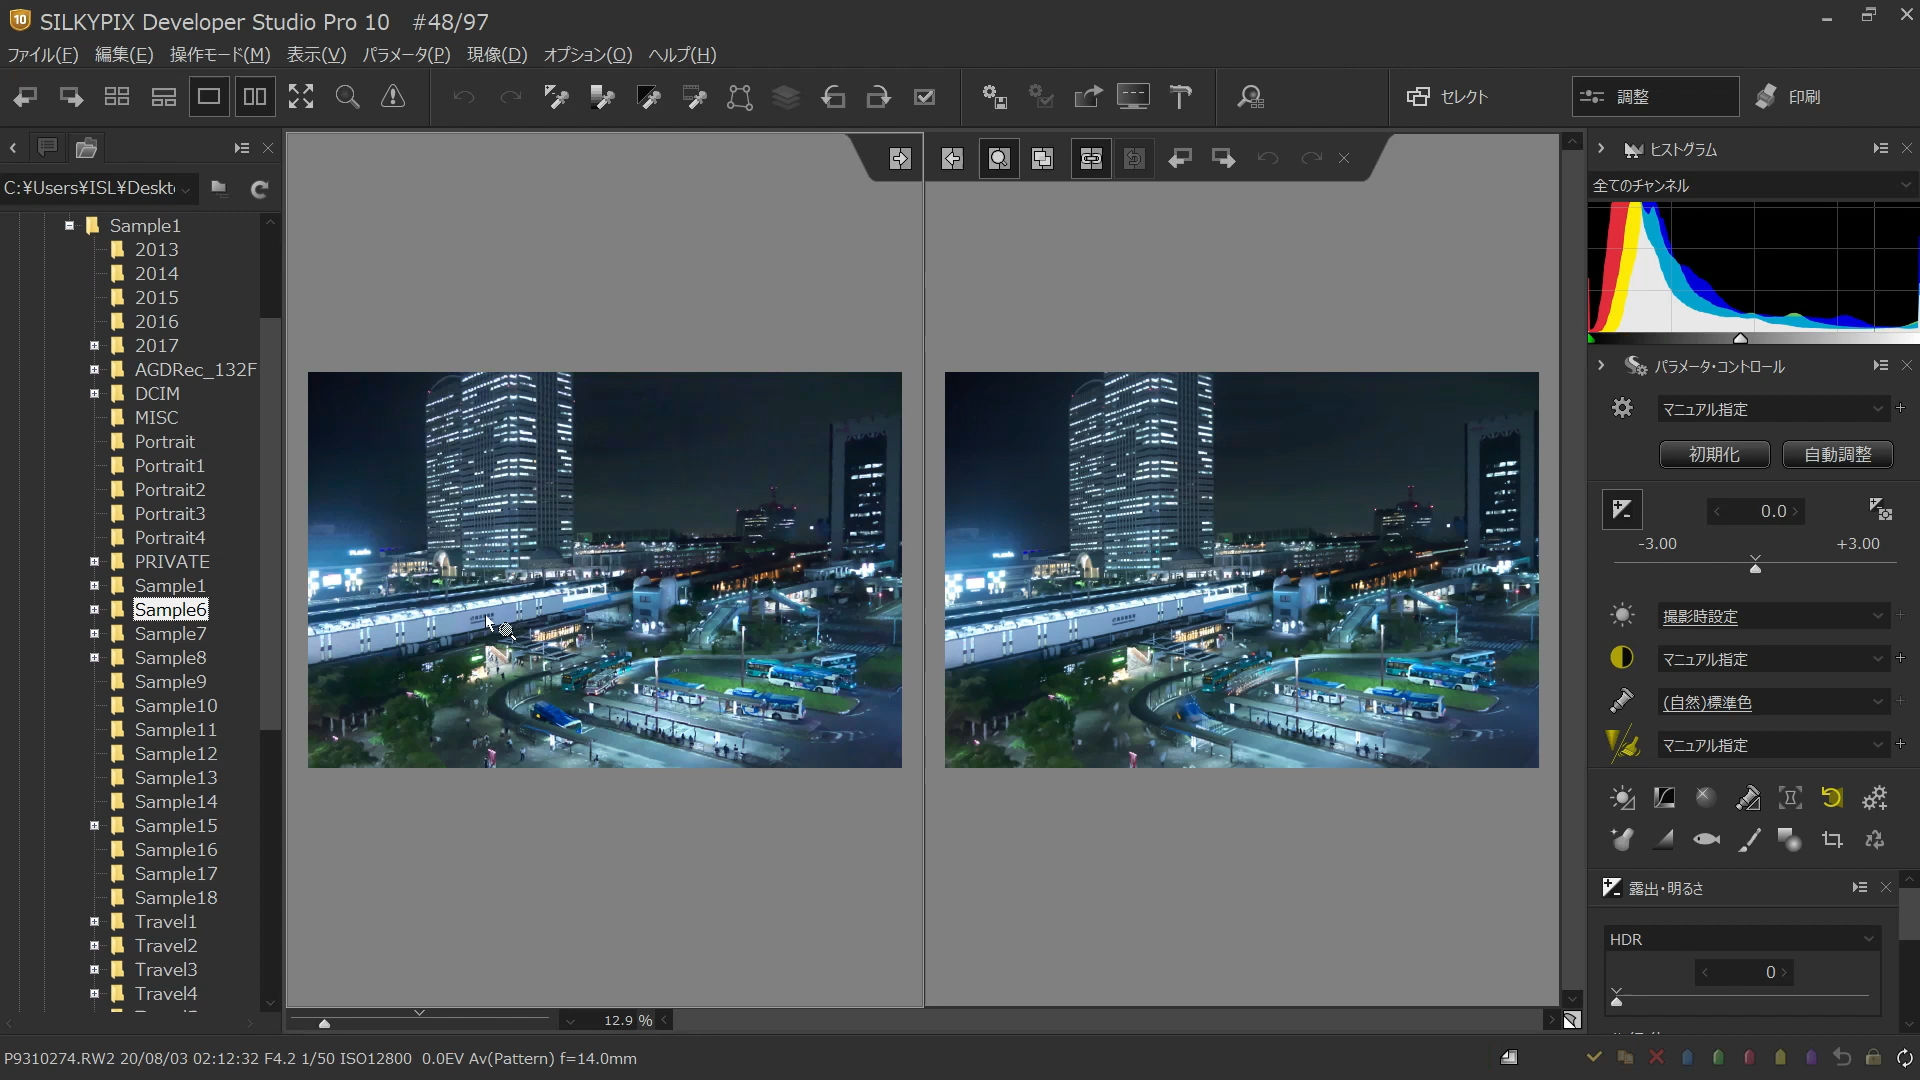 SILKYPIX Developer Studio Pro 10 #48/97
ファイル(F) 編集(E) 操作モード(M) 表示(V) パラメータ(P) 現像(D) オプション(O) ヘルプ(H)
セレクト
調整
印刷
C:¥Users¥ISL¥Deskt
Sample1
2013
2014
2015
2016
2017
AGDRec_132F
DCIM
MISC
Portrait
Portrait1
Portrait2
Portrait3
Portrait4
PRIVATE
Sample1
Sample6
Sample7
Sample8
Sample9
Sample10
Sample11
Sample12
Sample13
Sample14
Sample15
Sample16
Sample17
Sample18
Travel1
Travel2
Travel3
Travel4
12.9 %
ヒストグラム
全てのチャンネル
パラメータ・コントロール
マニュアル指定
初期化 自動調整
0.0
-3.00 +3.00
撮影時設定
マニュアル指定
(自然)標準色
マニュアル指定
露出・明るさ
HDR
0
P9310274.RW2 20/08/03 02:12:32 F4.2 1/50 ISO12800 0.0EV Av(Pattern) f=14.0mm